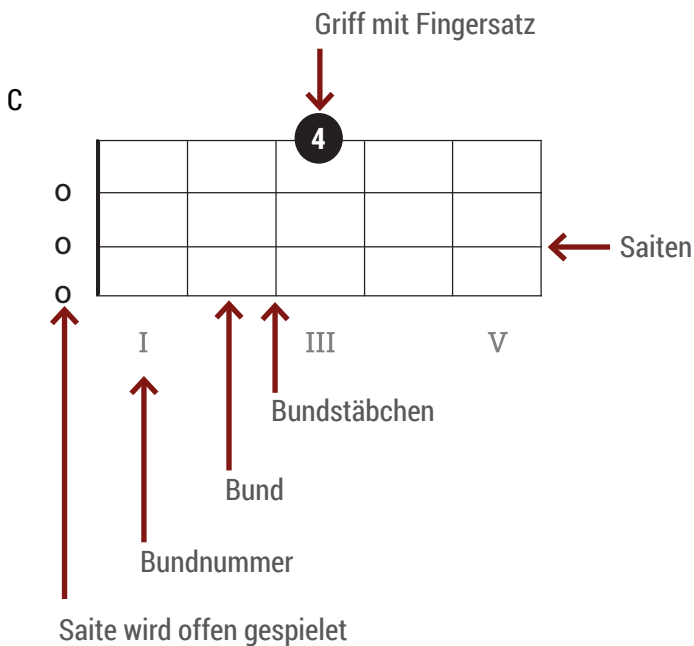 Griff mit Fingersatz
C
4
o
o
Saiten
o
I III V
Bundstäbchen
Bund
Bundnummer
Saite wird offen gespielet